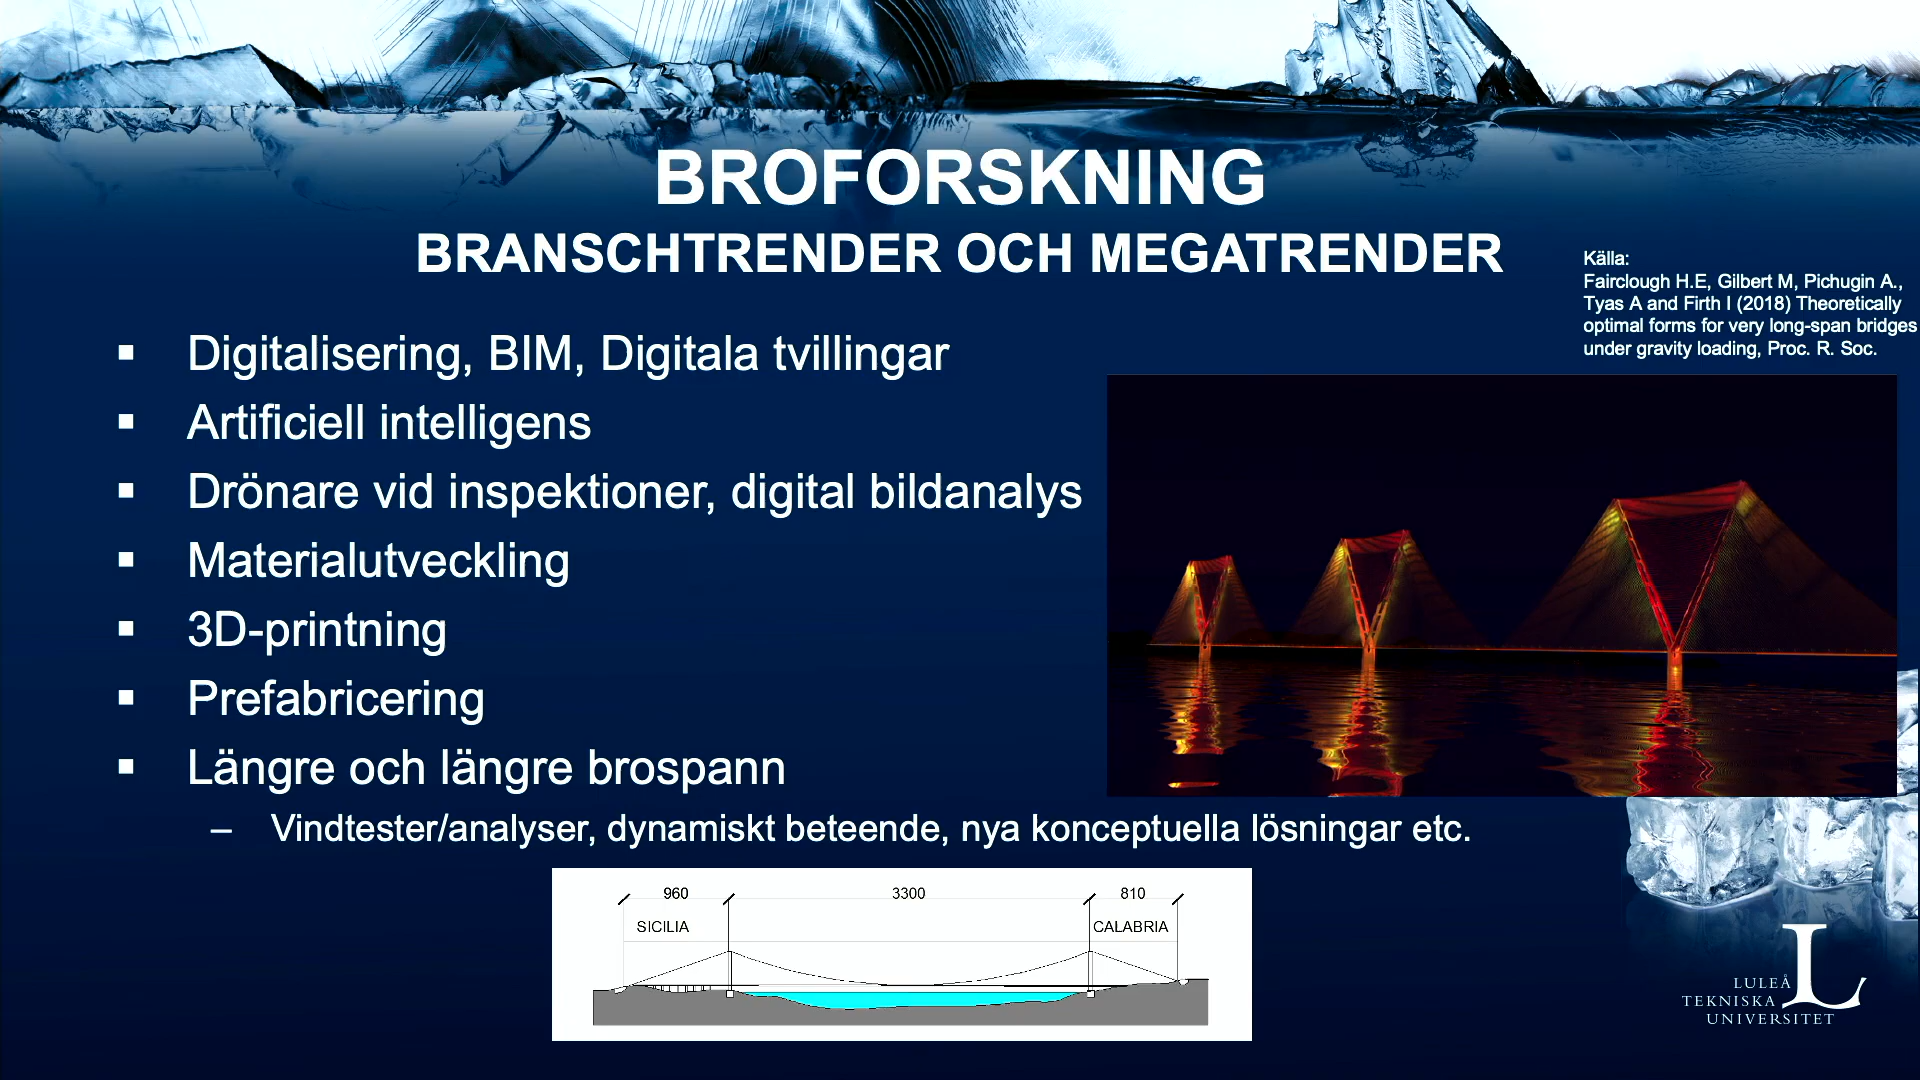 BROFORSKNING
BRANSCHTRENDER OCH MEGATRENDER
Källa:
Fairclough H.E, Gilbert M, Pichugin A.,
Tyas A and Firth I (2018) Theoretically
optimal forms for very long-span bridges
under gravity loading, Proc. R. Soc.
▪ Digitalisering, BIM, Digitala tvillingar
▪ Artificiell intelligens
▪ Drönare vid inspektioner, digital bildanalys
▪ Materialutveckling
▪ 3D-printning
▪ Prefabricering
▪ Längre och längre brospann
– Vindtester/analyser, dynamiskt beteende, nya konceptuella lösningar etc.
960 3300 810
SICILIA CALABRIA
LULEÅ
TEKNISKA
UNIVERSITET
L